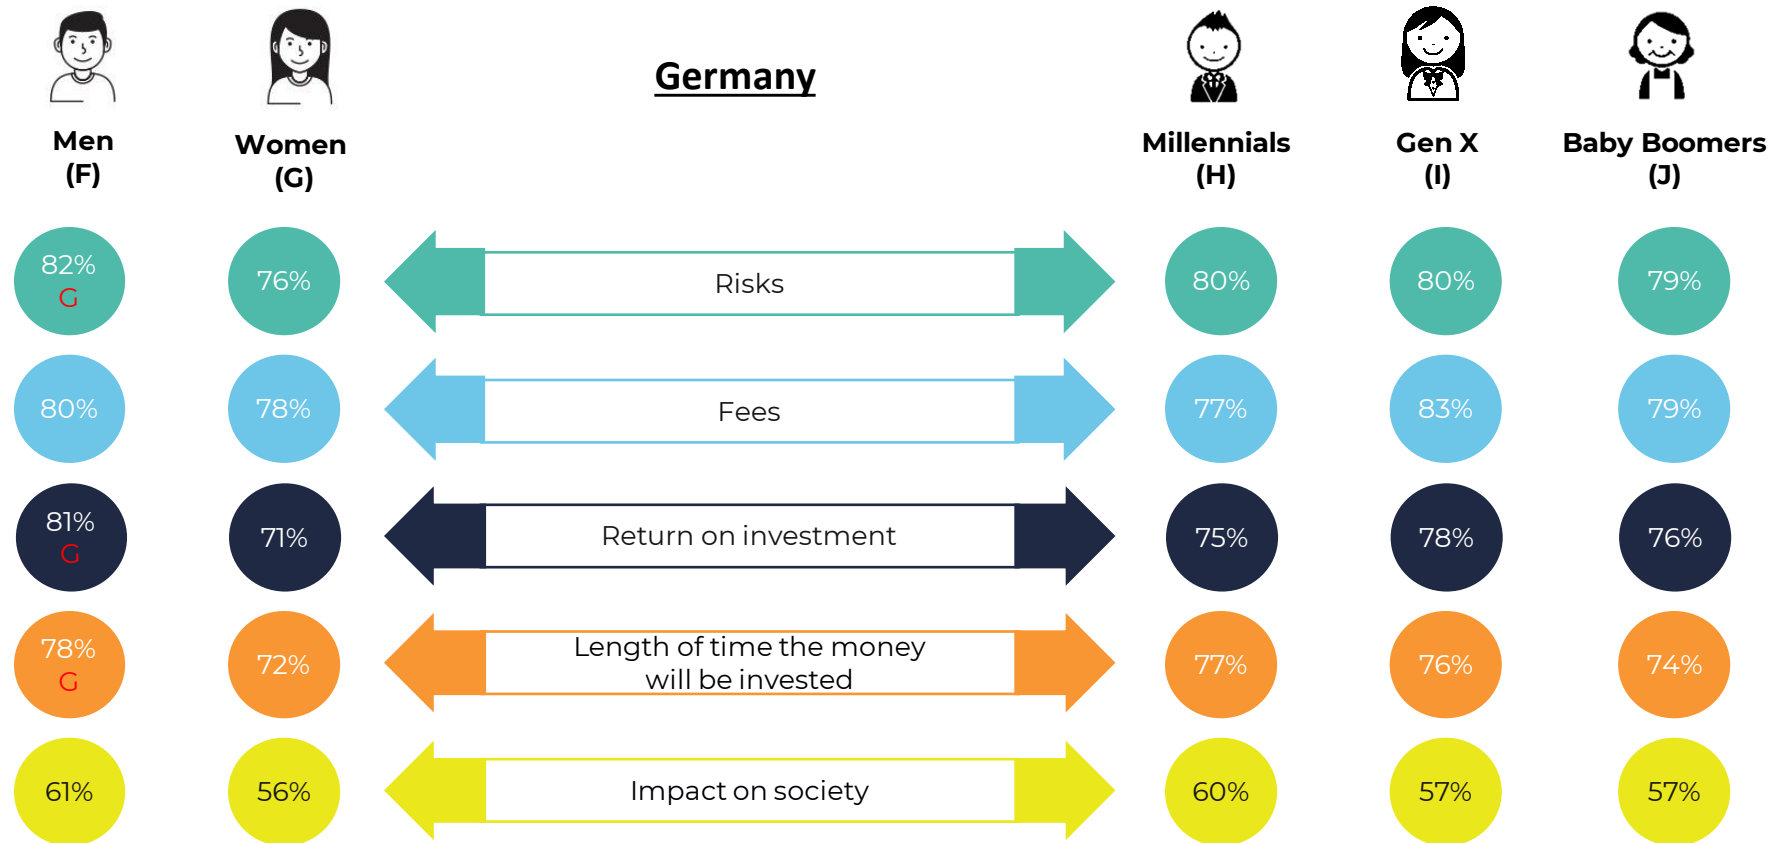 Germany
Men
(F)
Women
(G)
Millennials
(H)
Gen X
(I)
Baby Boomers
(J)
82%
G
76%
Risks
80%
80%
79%
80%
78%
Fees
77%
83%
79%
81%
G
71%
Return on investment
75%
78%
76%
78%
G
72%
Length of time the money
will be invested
77%
76%
74%
61%
56%
Impact on society
60%
57%
57%